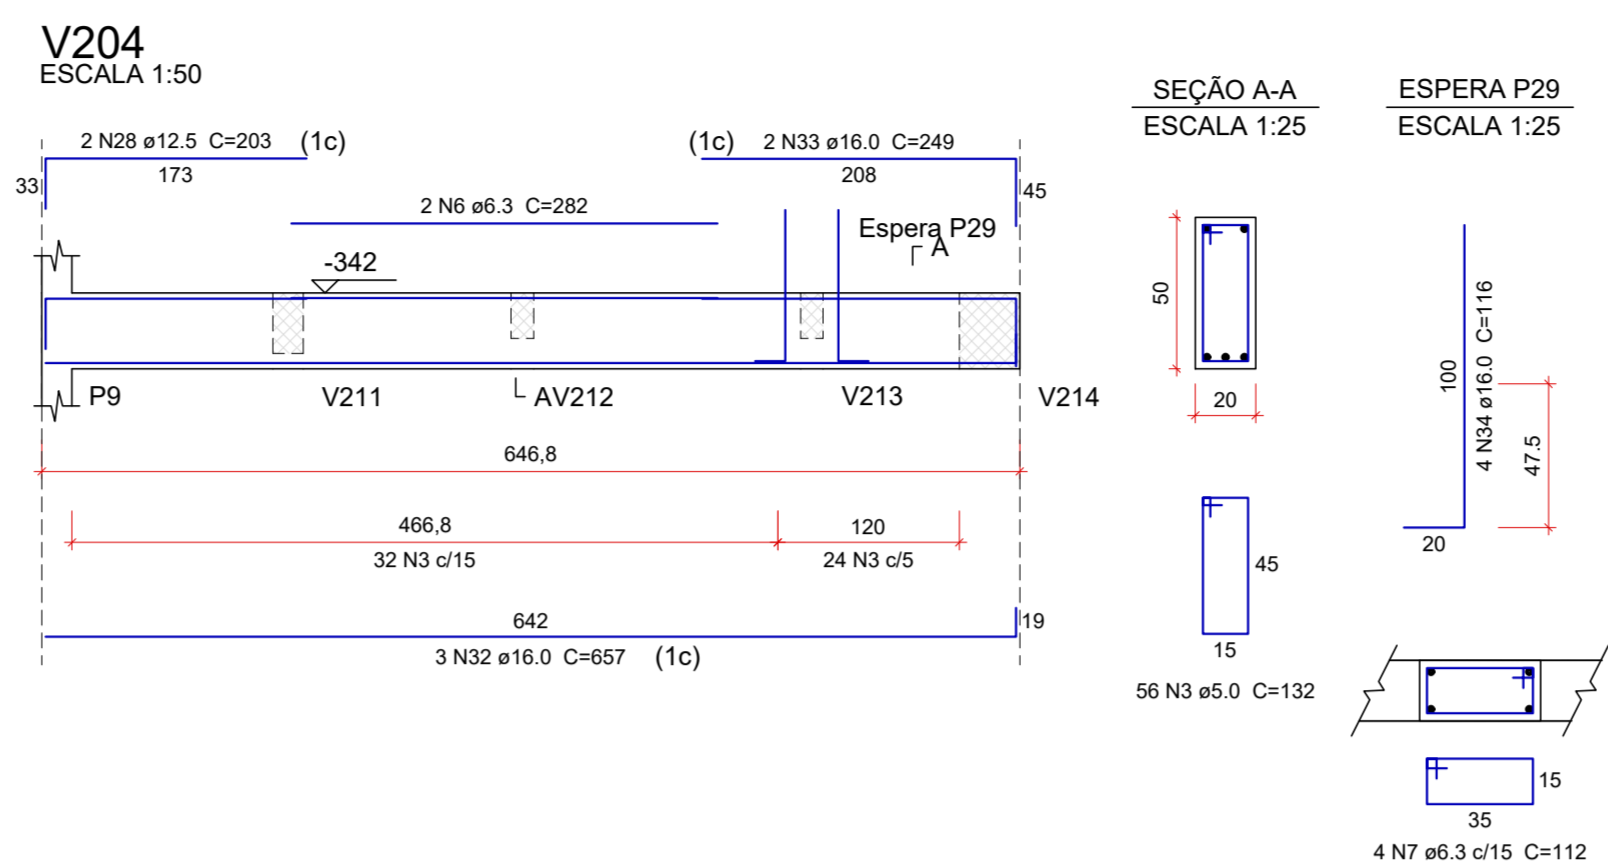 V204
ESCALA 1:50
2 N28 ø12.5 C=203 (1c)
173
33
(1c) 2 N33 ø16.0 C=249
208
45
2 N6 ø6.3 C=282
Espera P29
A
-342
P9
V211
AV212
V213
V214
646,8
466,8
32 N3 c/15
120
24 N3 c/5
642
19
3 N32 ø16.0 C=657 (1c)
SEÇÃO A-A
ESCALA 1:25
50
20
45
15
56 N3 ø5.0 C=132
ESPERA P29
ESCALA 1:25
100
4 N34 ø16.0 C=116
47.5
20
15
35
4 N7 ø6.3 c/15 C=112